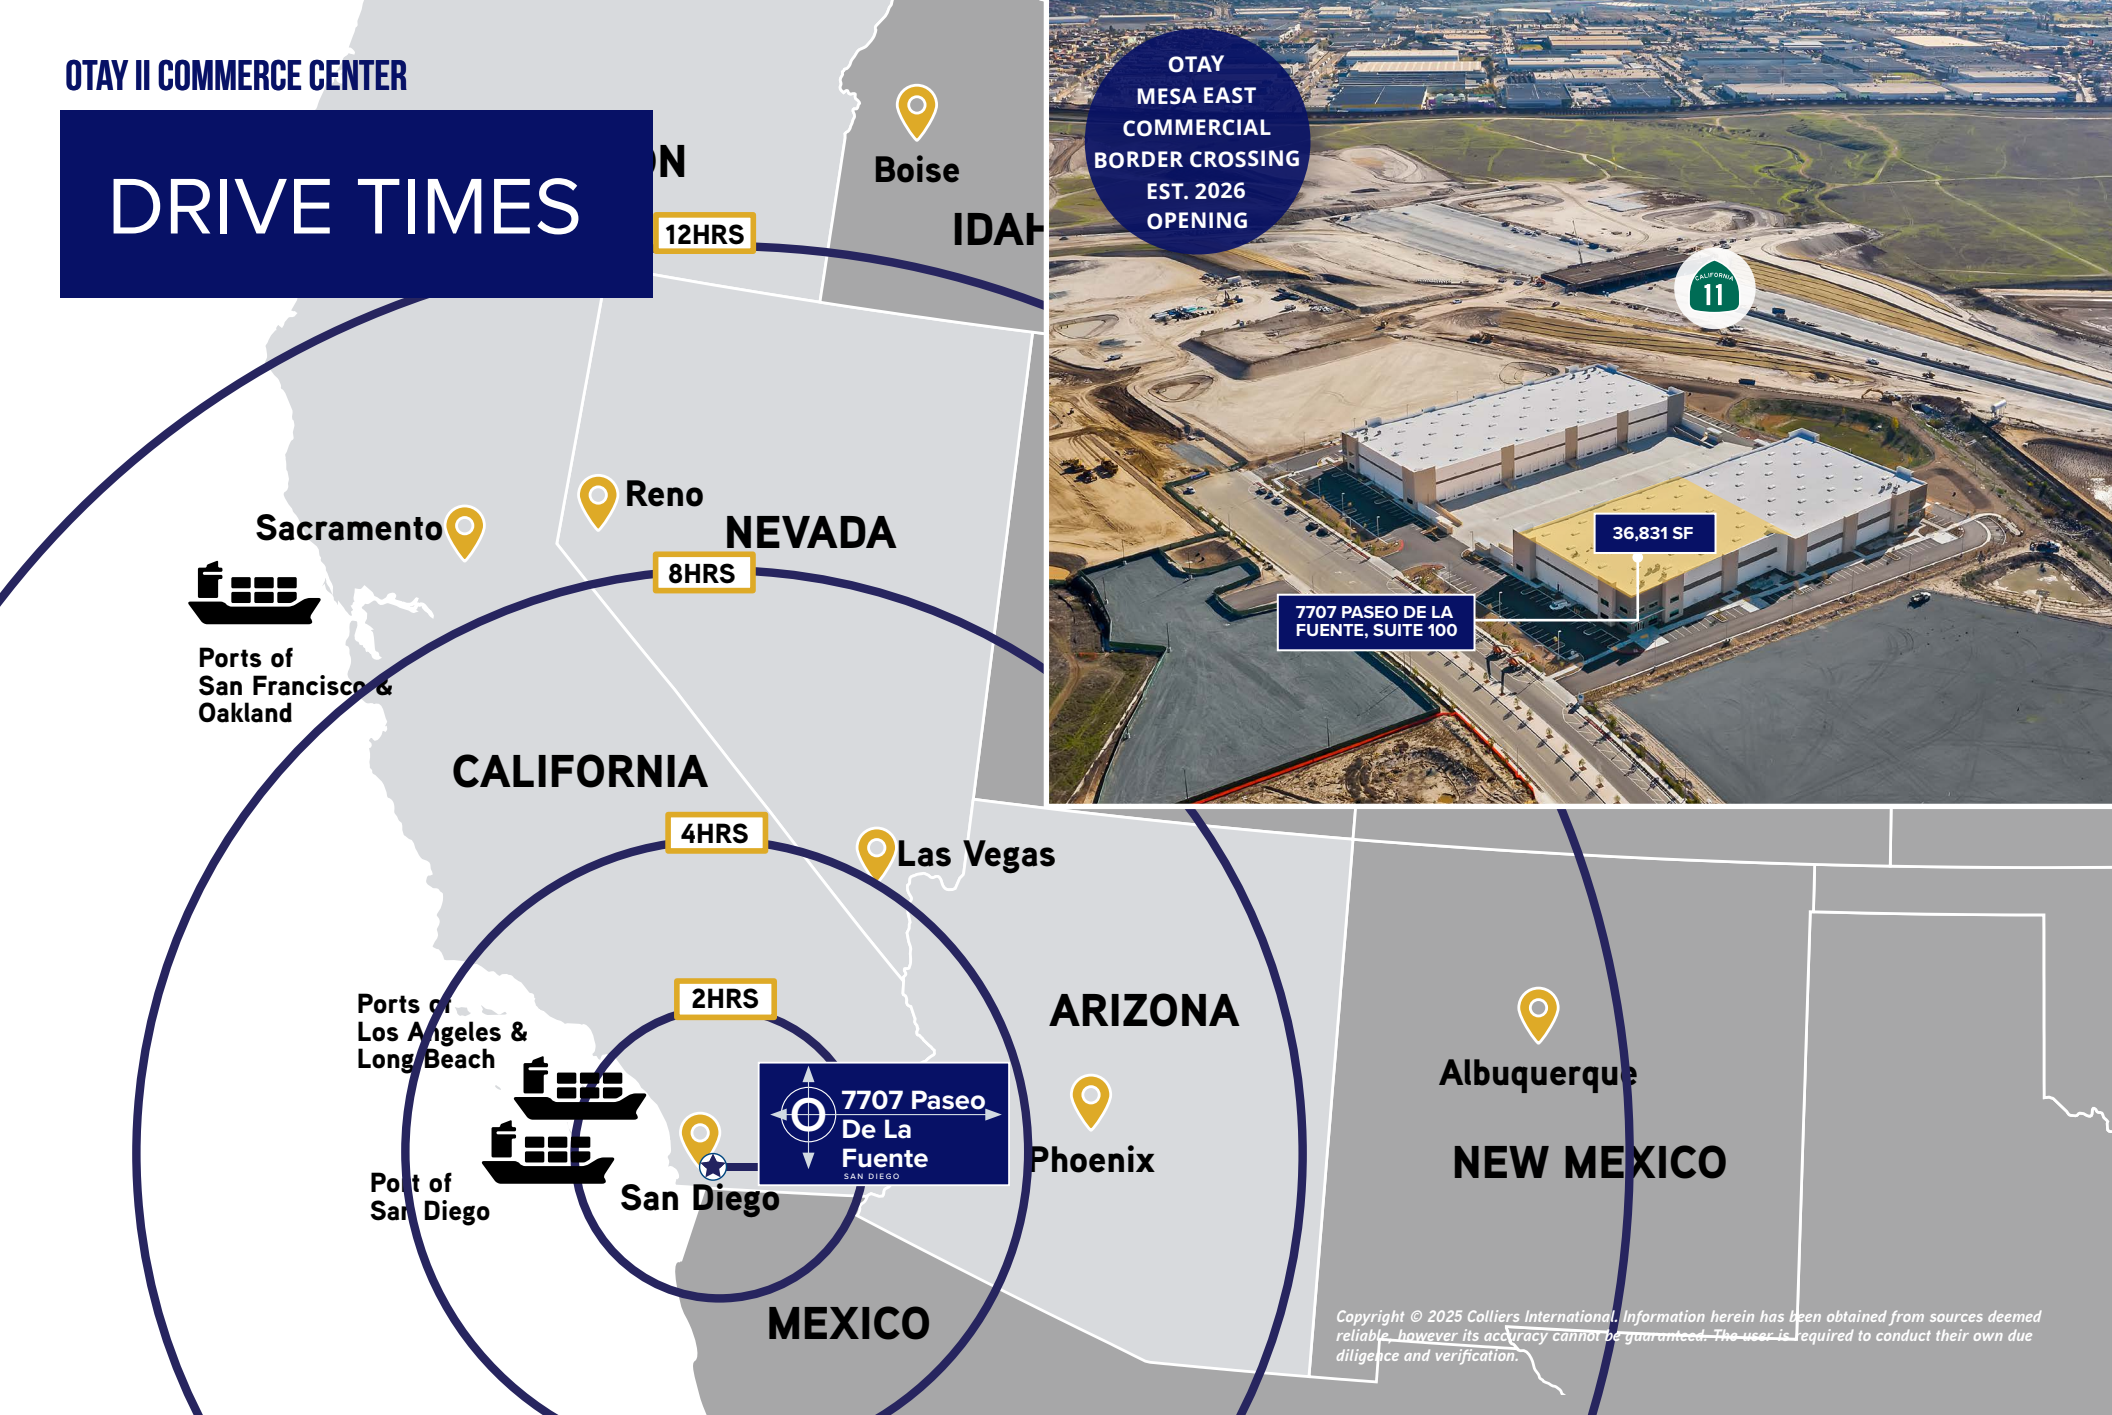 OTAY II COMMERCE CENTER
DRIVE TIMES
ON
Boise
IDAH
12HRS
Reno
Sacramento
NEVADA
8HRS
Ports of
San Francisco &
Oakland
CALIFORNIA
4HRS
Las Vegas
2HRS
Ports of
Los Angeles &
Long Beach
ARIZONA
7707 Paseo
De La
Fuente
SAN DIEGO
Port of
San Diego
San Diego
Phoenix
Albuquerque
NEW MEXICO
MEXICO
OTAY
MESA EAST
COMMERCIAL
BORDER CROSSING
EST. 2026
OPENING
CALIFORNIA
11
36,831 SF
7707 PASEO DE LA
FUENTE, SUITE 100
Copyright © 2025 Colliers International. Information herein has been obtained from sources deemed
reliable, however its accuracy cannot be guaranteed. The user is required to conduct their own due
diligence and verification.